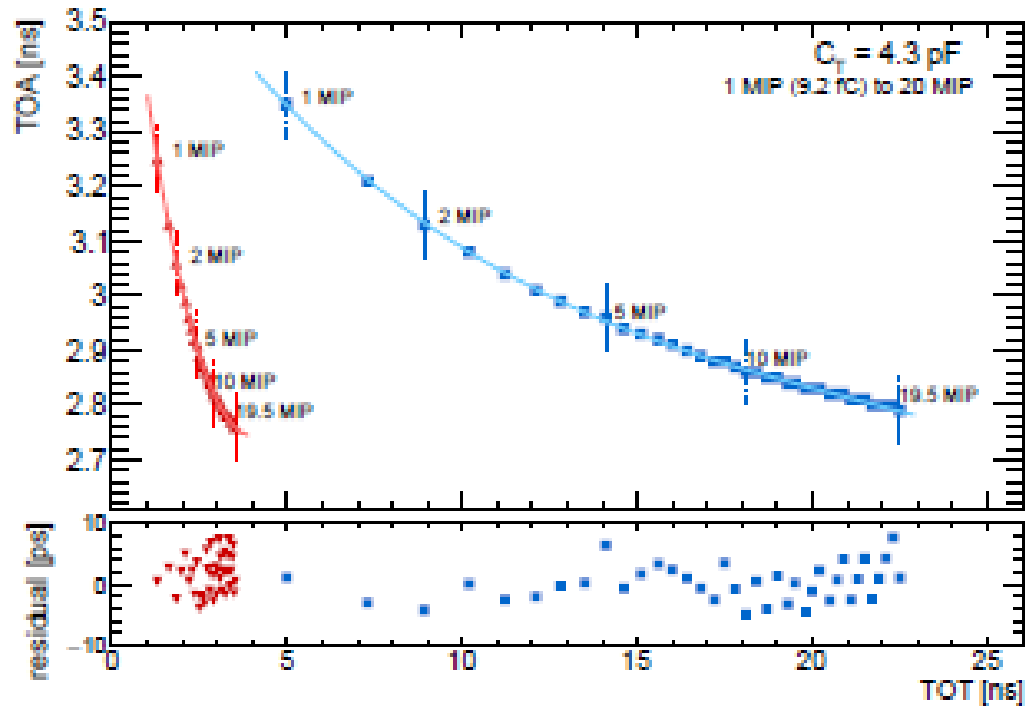 TOA [ns]
3.5
3.4
3.3
3.2
3.1
3
2.9
2.8
2.7
C_T = 4.3 pF
1 MIP (9.2 fC) to 20 MIP
1 MIP
2 MIP
5 MIP
10 MIP
19.5 MIP
1 MIP
2 MIP
5 MIP
10 MIP
19.5 MIP
residual [ps]
10
0
−10
0 5 10 15 20 25
TOT [ns]